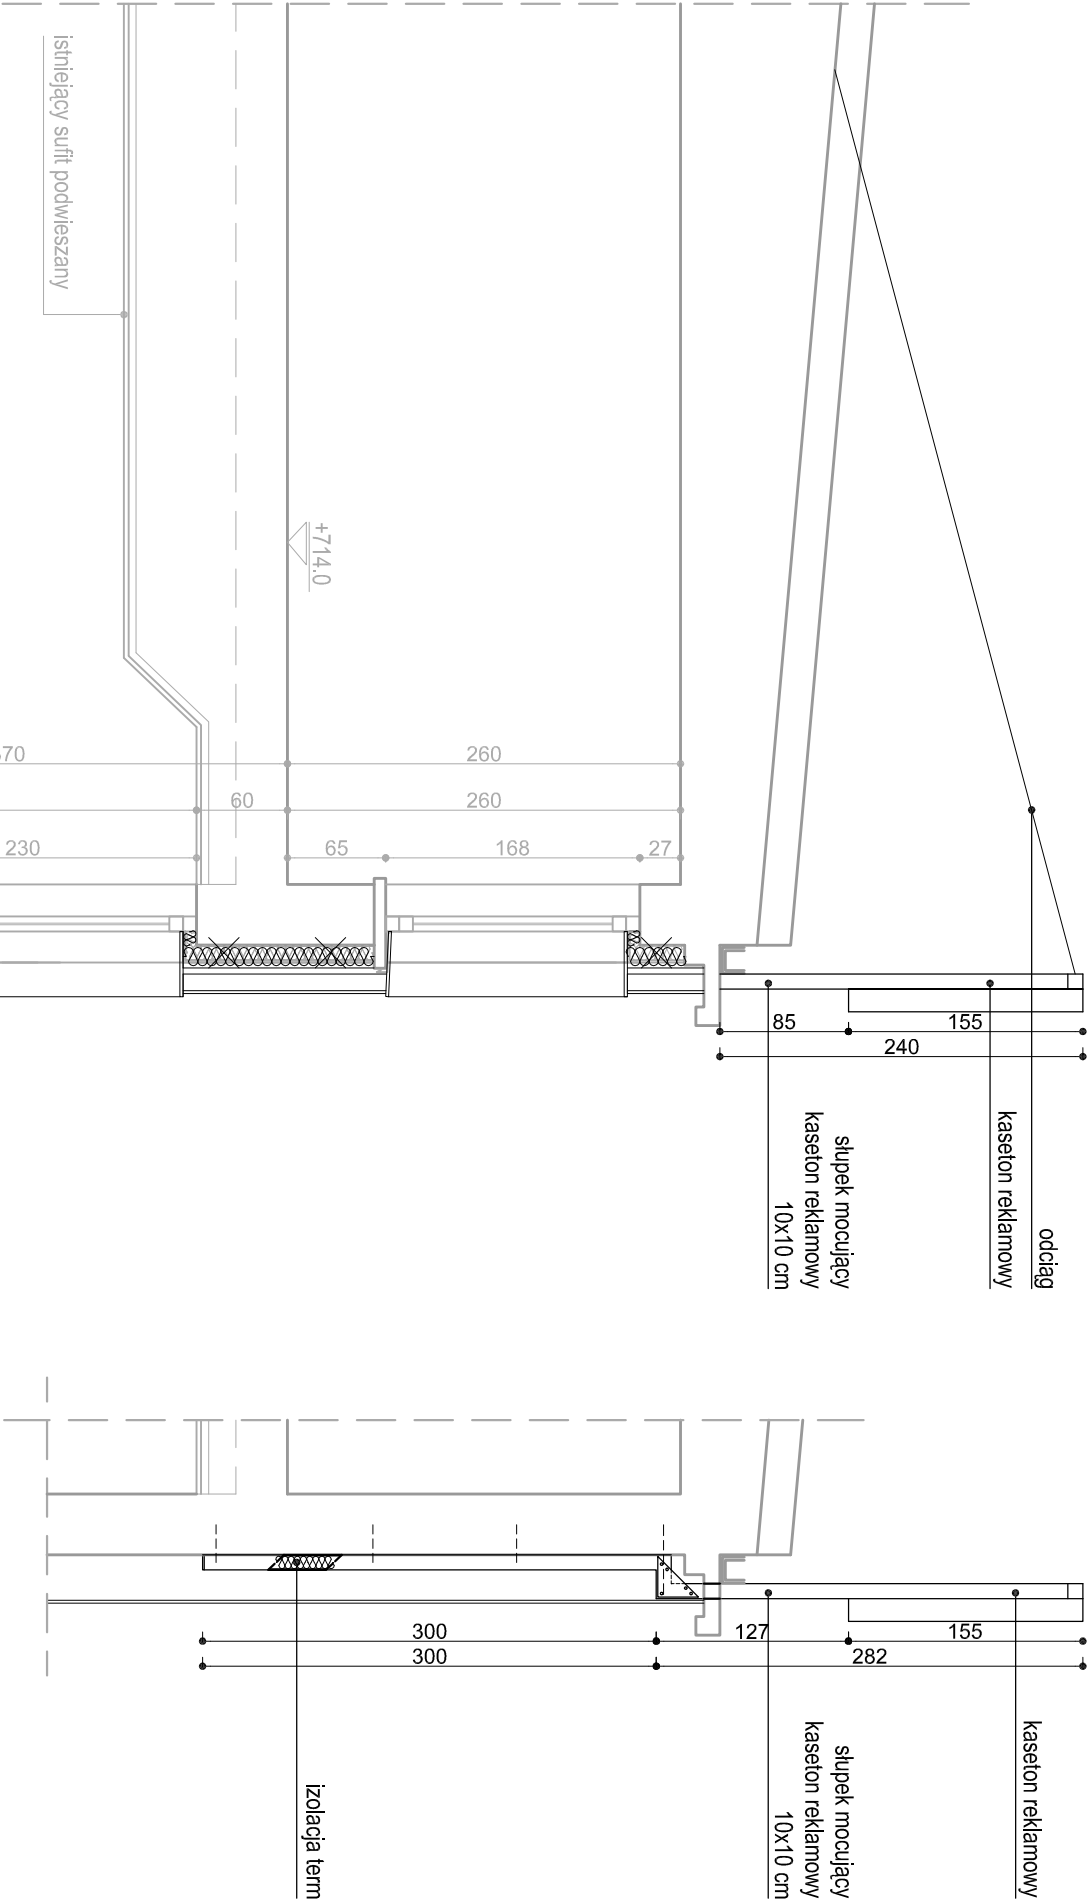 istniejący sufit podwieszany
+714.0
70
260
60
260
230
65
168
27
85
155
240
odciąg
kaseton reklamowy
słupek mocujący
kaseton reklamowy
10x10 cm
300
127
155
300
282
kaseton reklamowy
słupek mocujący
kaseton reklamowy
10x10 cm
izolacja term